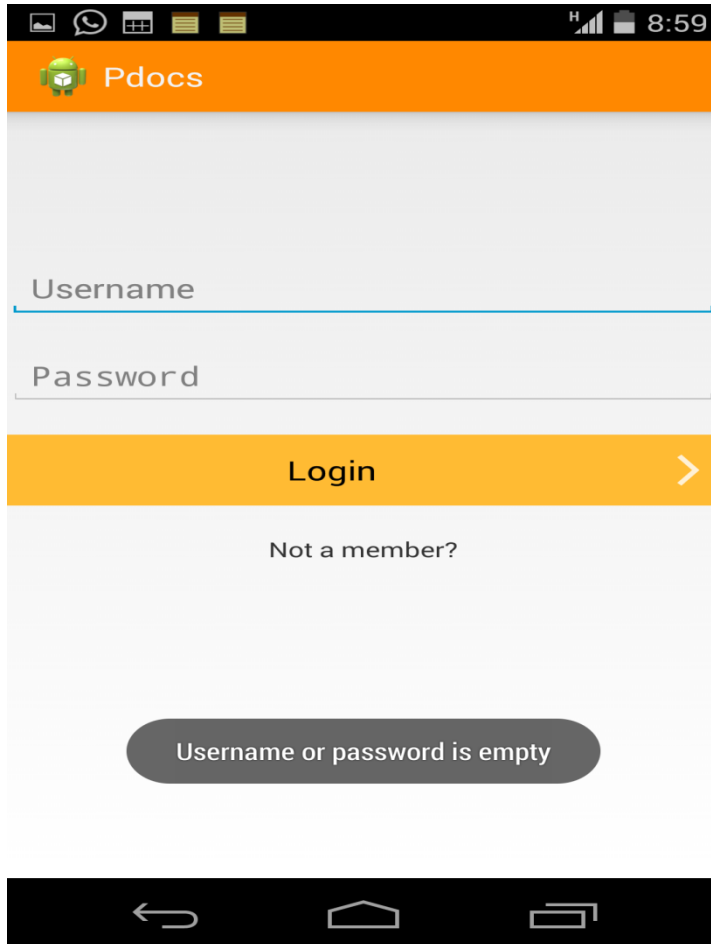 H 8:59
Pdocs
Username
Password
Login
Not a member?
Username or password is empty